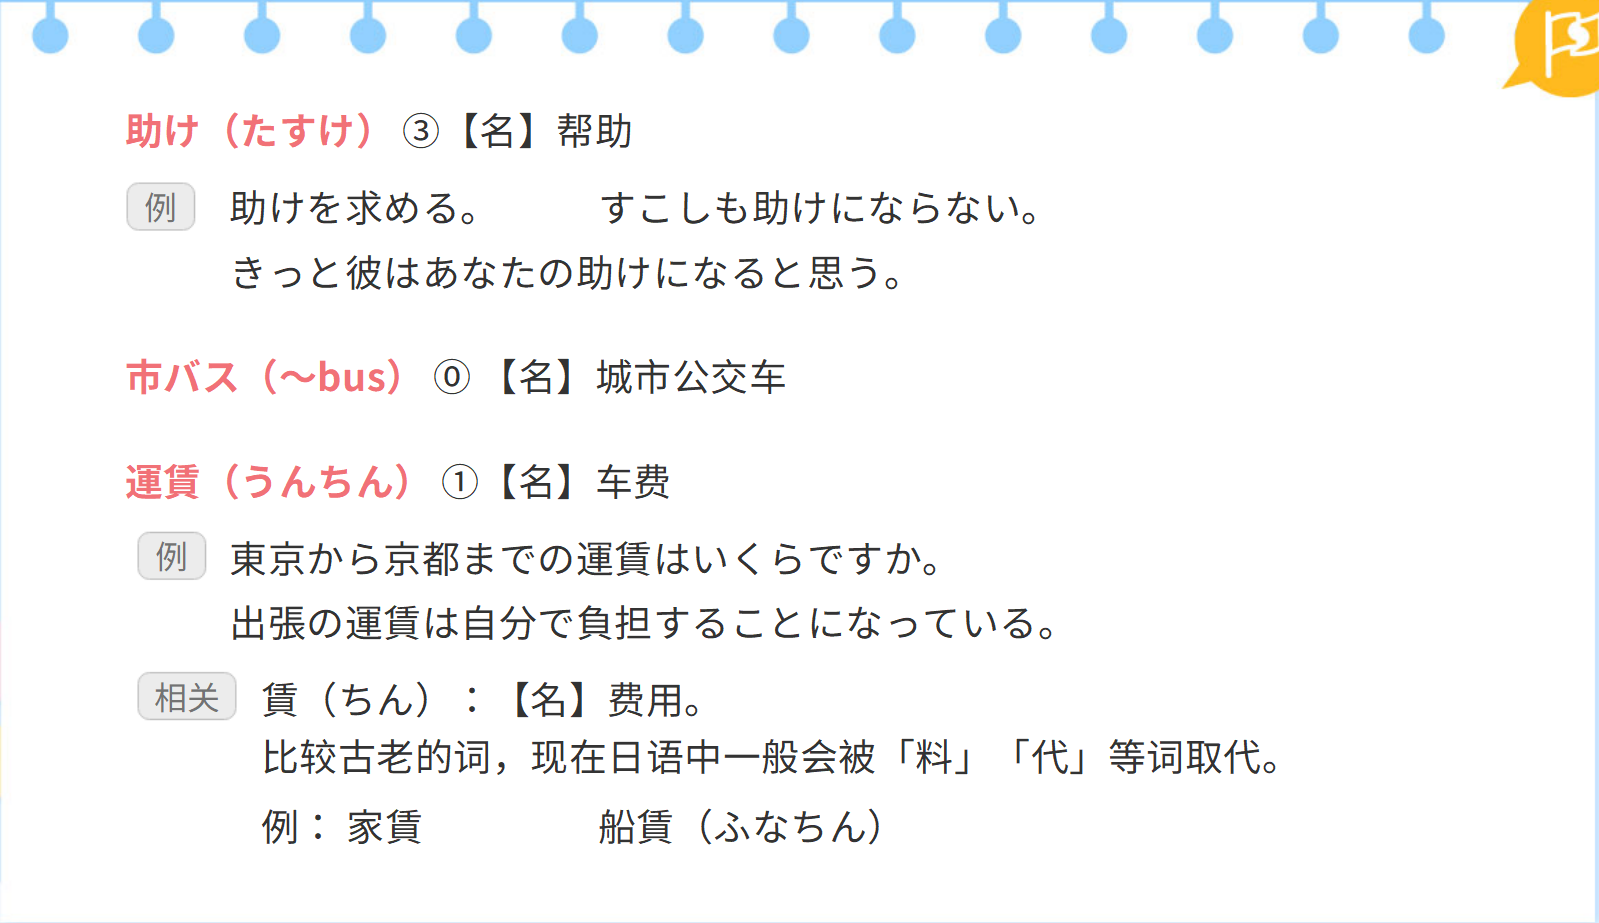 助け（たすけ）③【名】帮助
例 助けを求める。 すこしも助けにならない。
きっと彼はあなたの助けになると思う。
市バス（～bus）⓪【名】城市公交车
運賃（うんちん）①【名】车费
例 東京から京都までの運賃はいくらですか。
出張の運賃は自分で負担することになっている。
相关 賃（ちん）：【名】费用。
比较古老的词，现在日语中一般会被「料」「代」等词取代。
例：家賃 船賃（ふなちん）